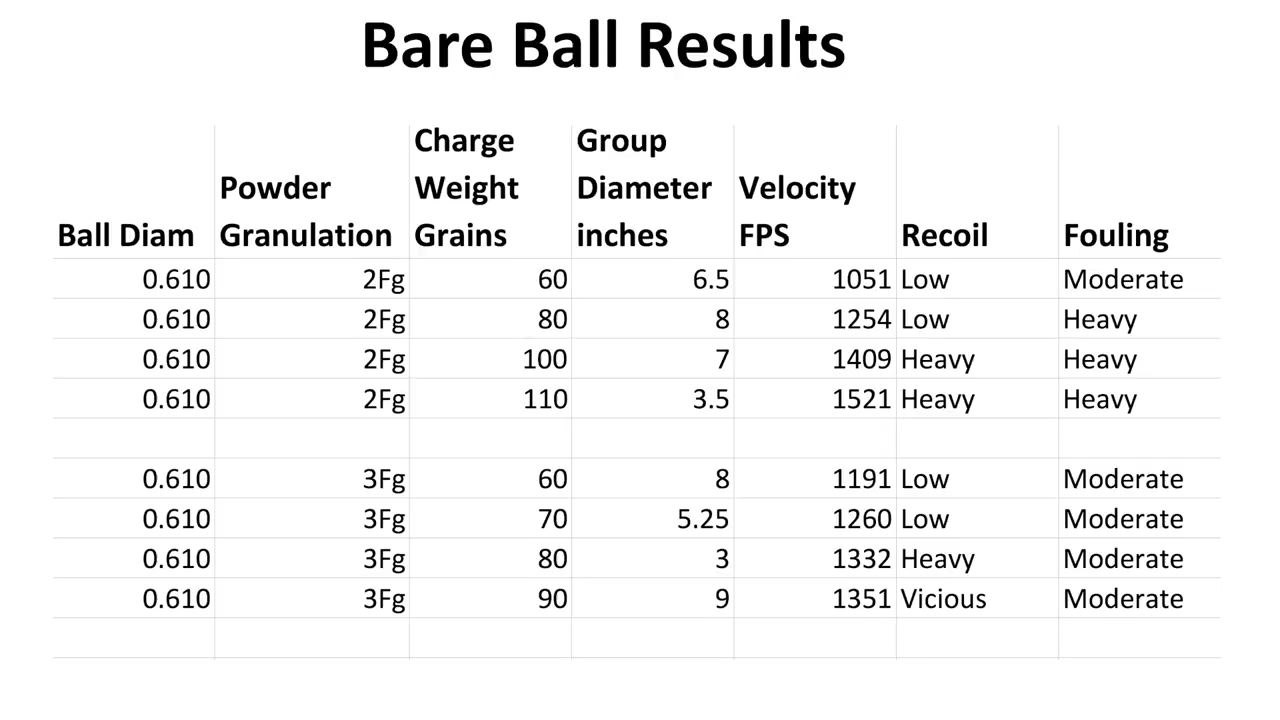 Bare Ball Results
Ball Diam Powder Granulation Charge Weight Grains Group Diameter inches Velocity FPS Recoil Fouling
0.610 2Fg 60 6.5 1051 Low Moderate
0.610 2Fg 80 8 1254 Low Heavy
0.610 2Fg 100 7 1409 Heavy Heavy
0.610 2Fg 110 3.5 1521 Heavy Heavy
0.610 3Fg 60 8 1191 Low Moderate
0.610 3Fg 70 5.25 1260 Low Moderate
0.610 3Fg 80 3 1332 Heavy Moderate
0.610 3Fg 90 9 1351 Vicious Moderate